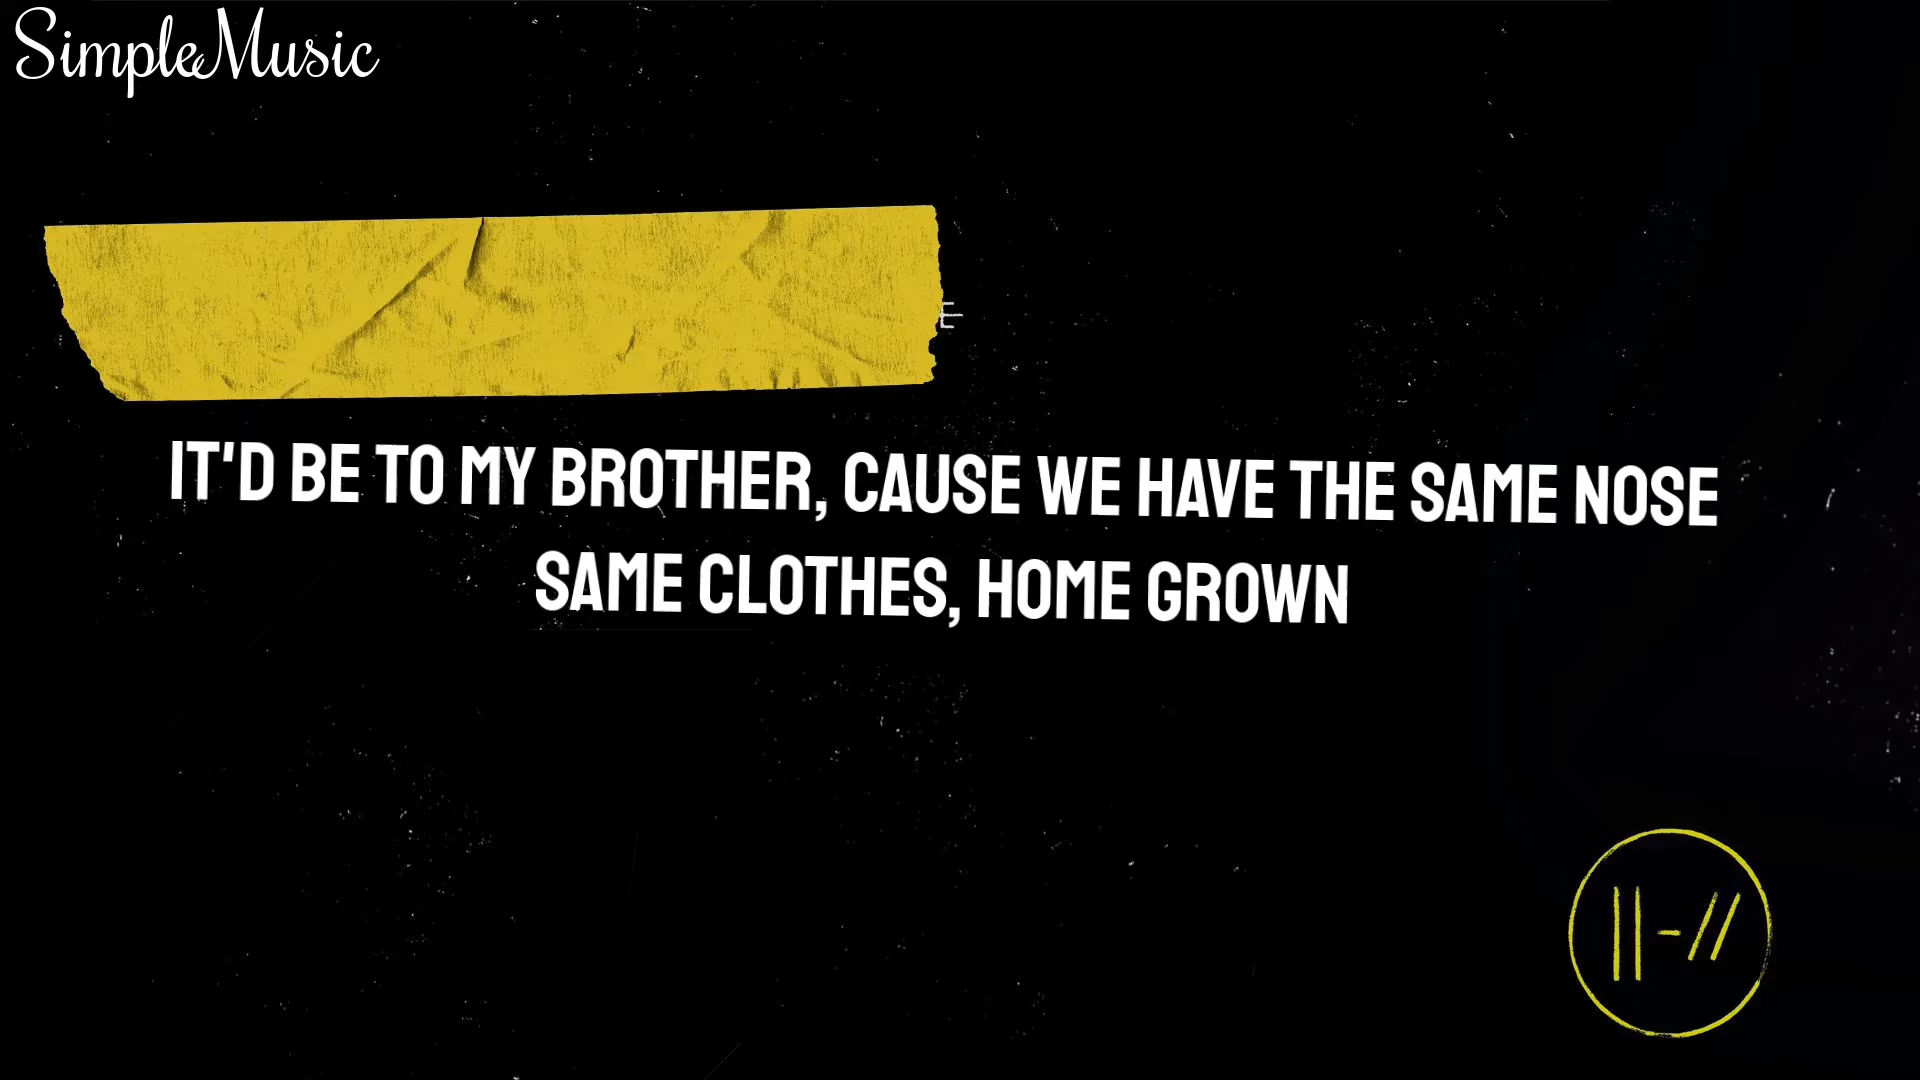 SimpleMusic
IT'D BE TO MY BROTHER, CAUSE WE HAVE THE SAME NOSE
SAME CLOTHES, HOME GROWN